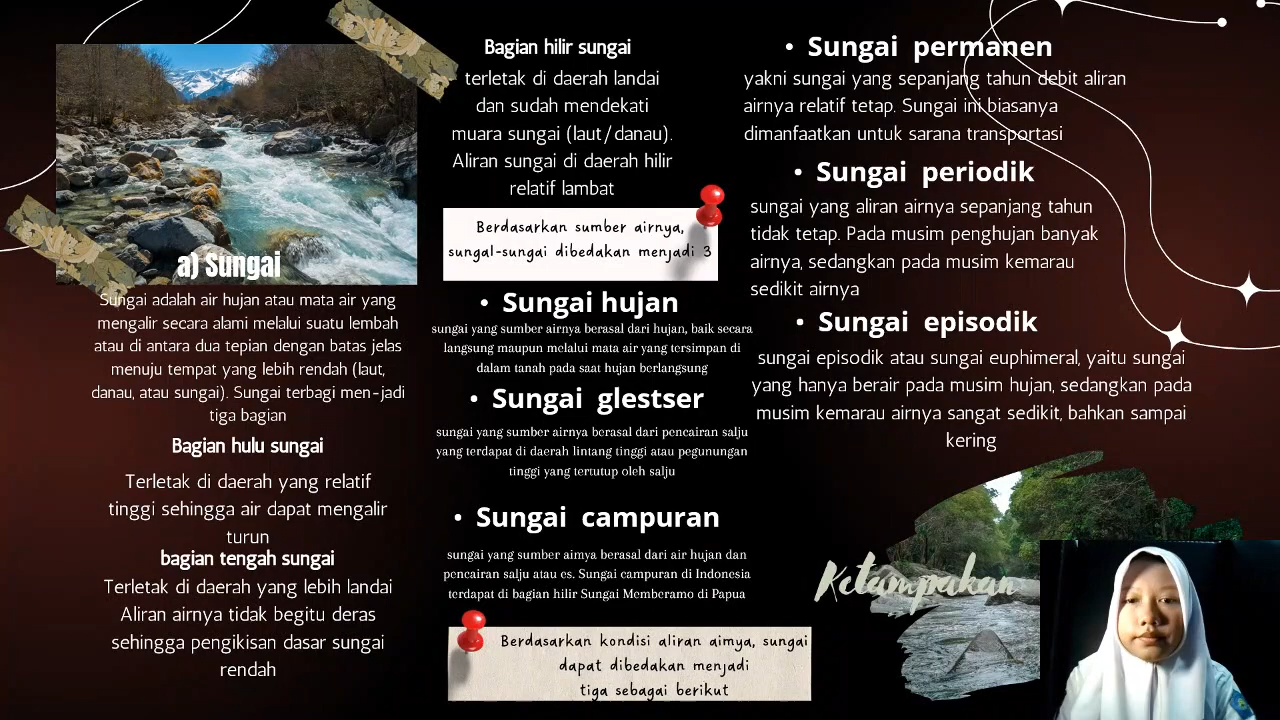 a) Sungai
Sungai adalah air hujan atau mata air yang
mengalir secara alami melalui suatu lembah
atau di antara dua tepian dengan batas jelas
menuju tempat yang lebih rendah (laut,
danau, atau sungai). Sungai terbagi men-jadi
tiga bagian
Bagian hulu sungai
Terletak di daerah yang relatif
tinggi sehingga air dapat mengalir
turun
bagian tengah sungai
Terletak di daerah yang lebih landai
Aliran airnya tidak begitu deras
sehingga pengikisan dasar sungai
rendah
Bagian hilir sungai
terletak di daerah landai
dan sudah mendekati
muara sungai (laut/danau).
Aliran sungai di daerah hilir
relatif lambat
Berdasarkan sumber airnya,
sungal-sungai dibedakan menjadi 3
• Sungai hujan
sungai yang sumber airnya berasal dari hujan, baik secara
langsung maupun melalui mata air yang tersimpan di
dalam tanah pada saat hujan berlangsung
• Sungai glestser
sungai yang sumber airnya berasal dari pencairan salju
yang terdapat di daerah lintang tinggi atau pegunungan
tinggi yang tertutup oleh salju
• Sungai campuran
sungai yang sumber aimya berasal dari air hujan dan
pencairan salju atau es. Sungai campuran di Indonesia
terdapat di bagian hilir Sungai Memberamo di Papua
Berdasarkan kondisi aliran aimya, sungai
dapat dibedakan menjadi
tiga sebagai berikut
• Sungai permanen
yakni sungai yang sepanjang tahun debit aliran
airnya relatif tetap. Sungai ini biasanya
dimanfaatkan untuk sarana transportasi
• Sungai periodik
sungai yang aliran airnya sepanjang tahun
tidak tetap. Pada musim penghujan banyak
airnya, sedangkan pada musim kemarau
sedikit airnya
• Sungai episodik
sungai episodik atau sungai euphimeral, yaitu sungai
yang hanya berair pada musim hujan, sedangkan pada
musim kemarau airnya sangat sedikit, bahkan sampai
kering
Ketampakan